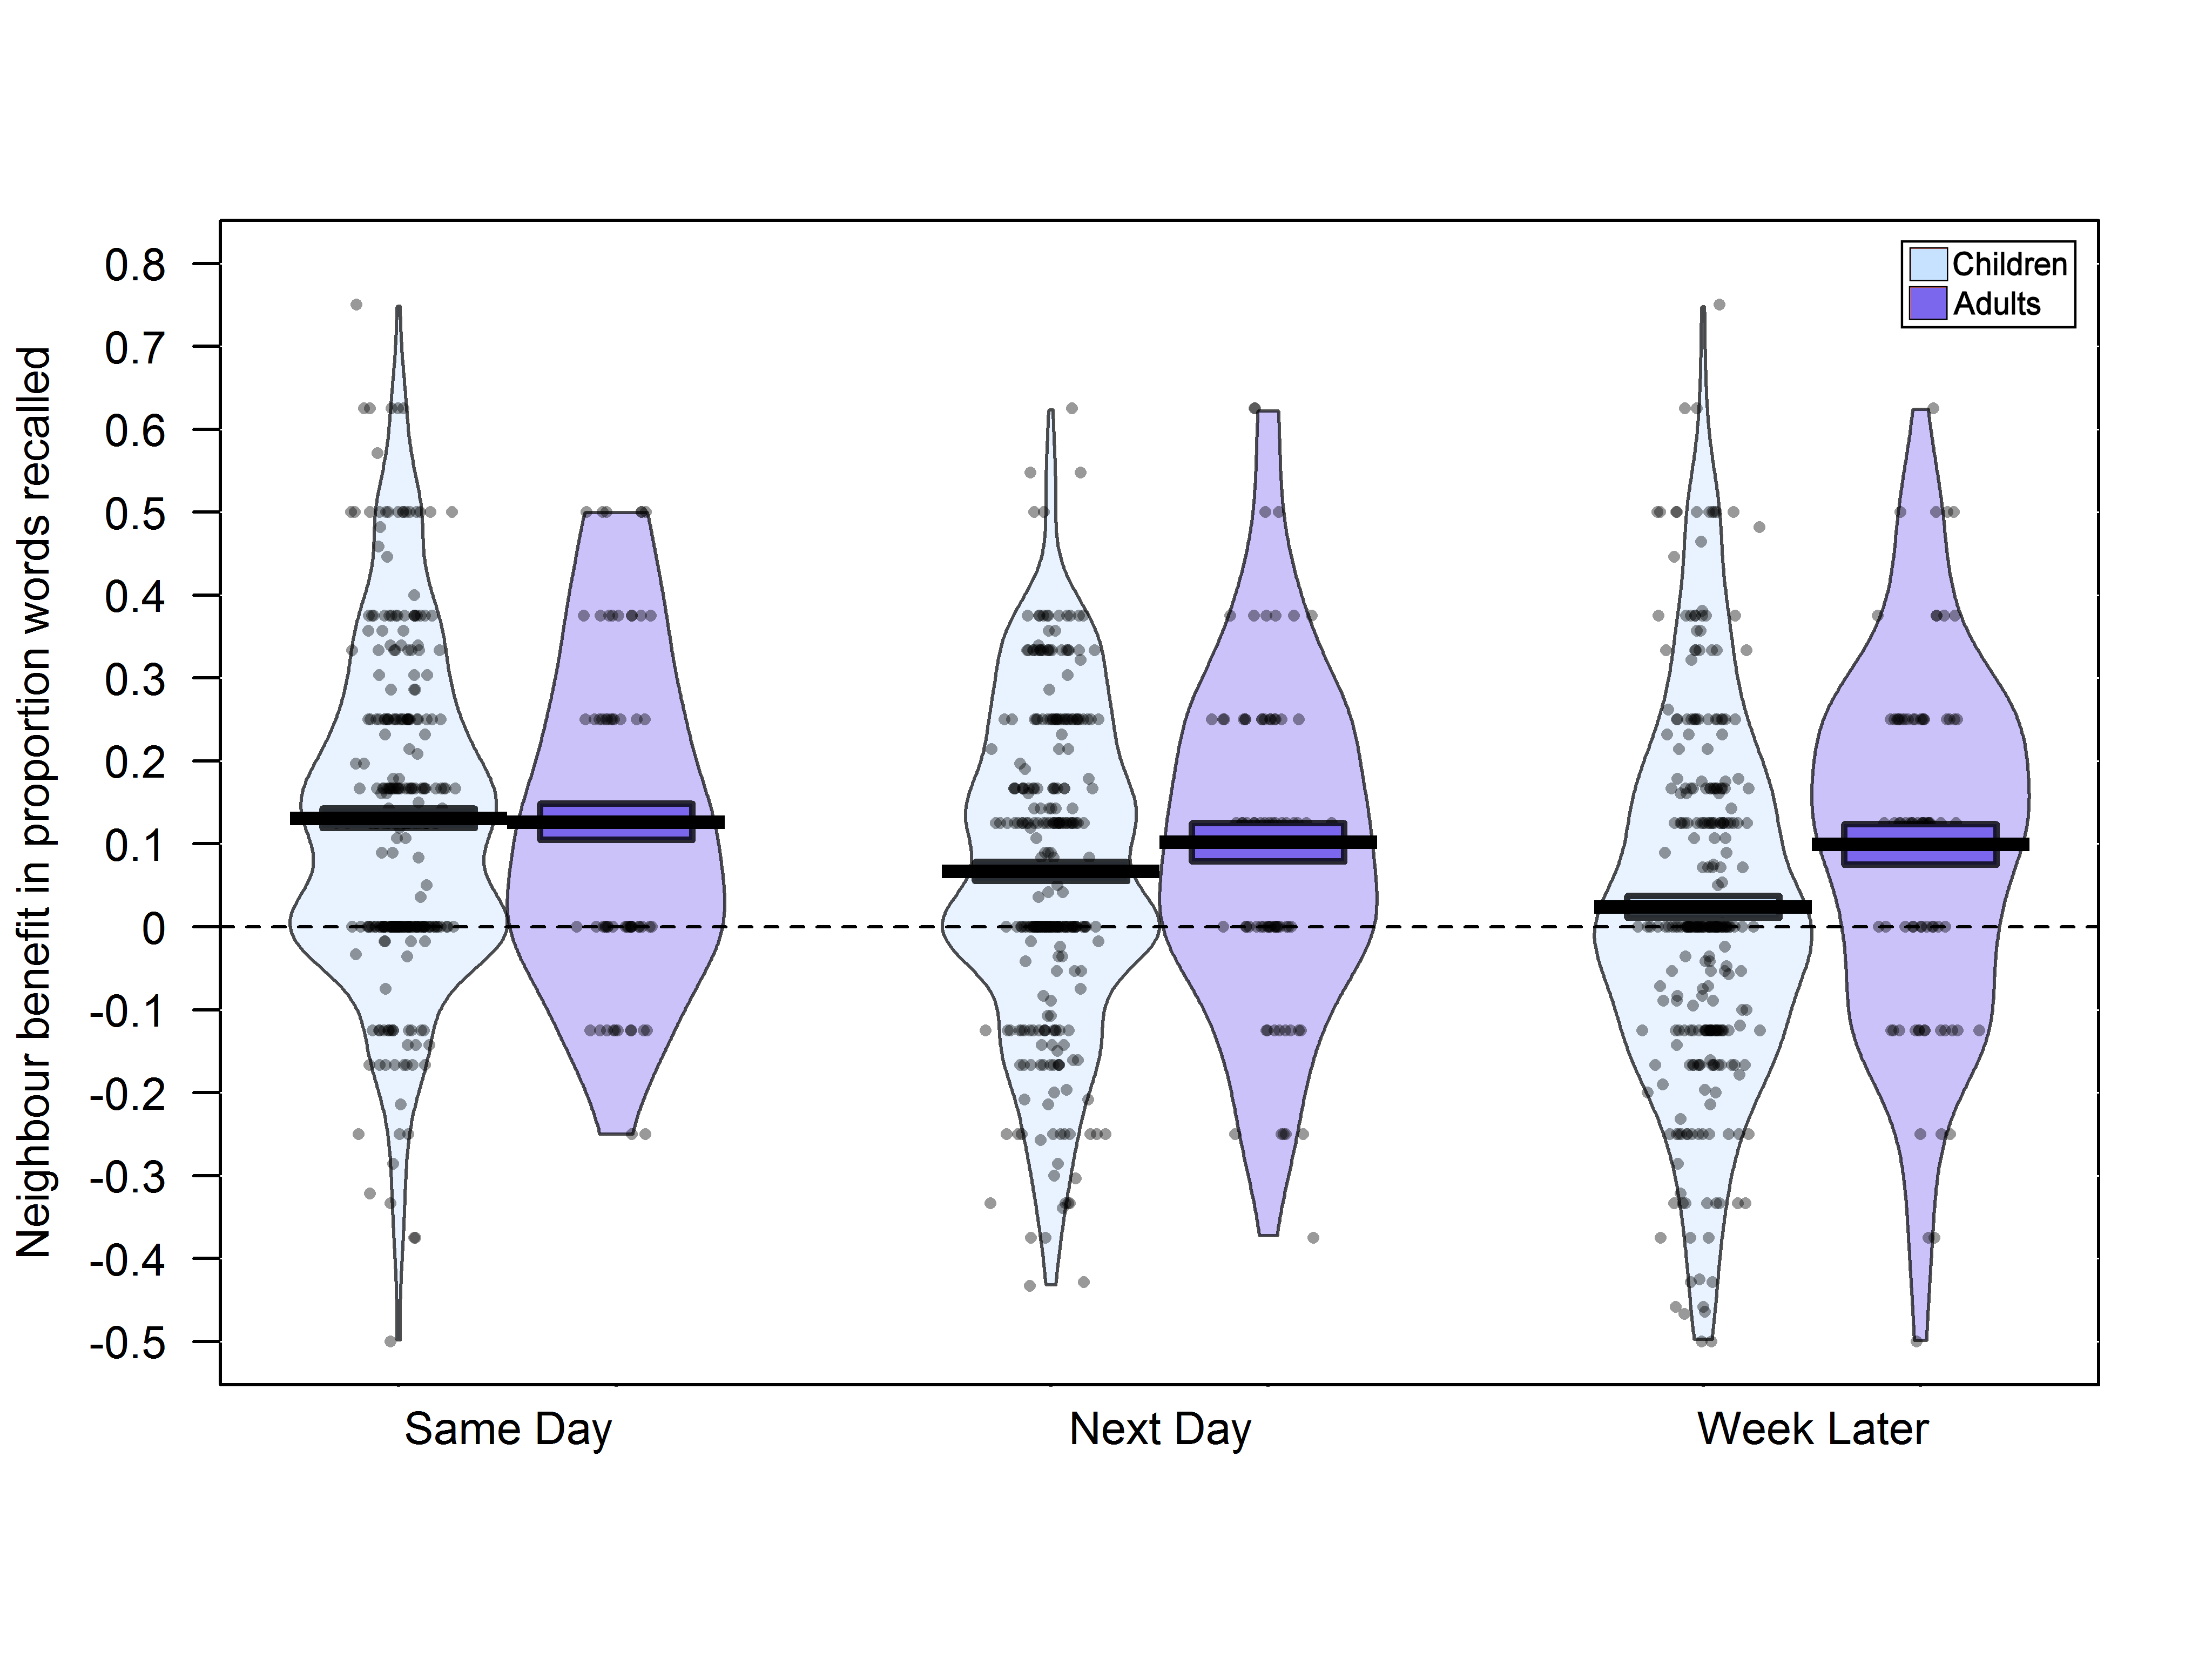 Neighbour benefit in proportion words recalled
0.8
0.7
0.6
0.5
0.4
0.3
0.2
0.1
0
-0.1
-0.2
-0.3
-0.4
-0.5
Children
Adults
Same Day
Next Day
Week Later